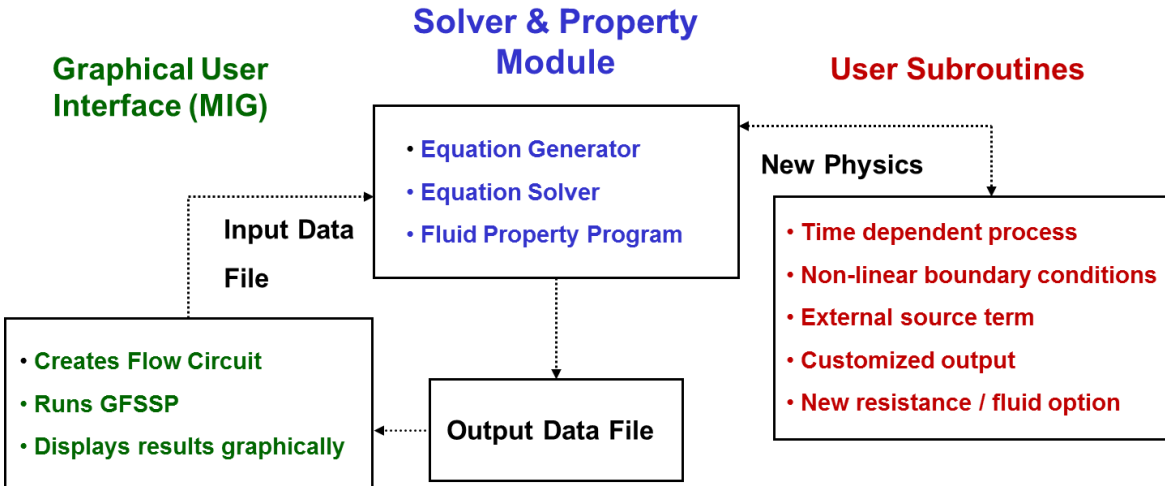 Solver & Property
Module
Graphical User
Interface (MIG)
User Subroutines
• Equation Generator
• Equation Solver
• Fluid Property Program
New Physics
Input Data
File
• Time dependent process
• Non-linear boundary conditions
• External source term
• Customized output
• New resistance / fluid option
• Creates Flow Circuit
• Runs GFSSP
• Displays results graphically
Output Data File